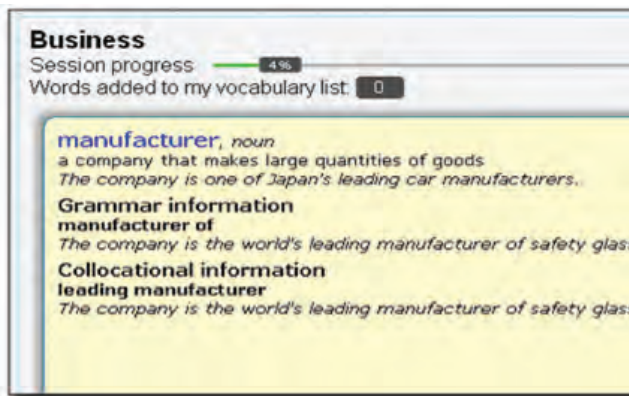 Business
Session progress 4%
Words added to my vocabulary list 0
manufacturer, noun
a company that makes large quantities of goods
The company is one of Japan's leading car manufacturers.
Grammar information
manufacturer of
The company is the world's leading manufacturer of safety glas
Collocational information
leading manufacturer
The company is the world's leading manufacturer of safety glas